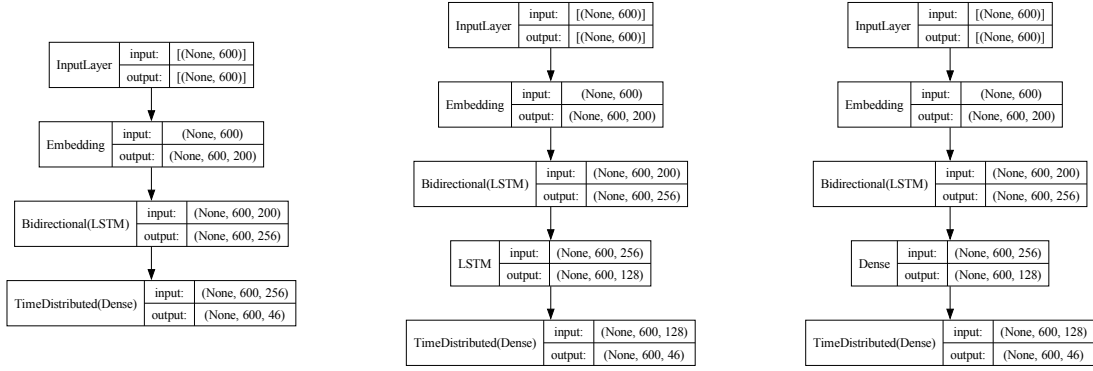 InputLayer
input: [(None, 600)]
output: [(None, 600)]
Embedding
input: (None, 600)
output: (None, 600, 200)
Bidirectional(LSTM)
input: (None, 600, 200)
output: (None, 600, 256)
TimeDistributed(Dense)
input: (None, 600, 256)
output: (None, 600, 46)
InputLayer
input: [(None, 600)]
output: [(None, 600)]
Embedding
input: (None, 600)
output: (None, 600, 200)
Bidirectional(LSTM)
input: (None, 600, 200)
output: (None, 600, 256)
LSTM
input: (None, 600, 256)
output: (None, 600, 128)
TimeDistributed(Dense)
input: (None, 600, 128)
output: (None, 600, 46)
InputLayer
input: [(None, 600)]
output: [(None, 600)]
Embedding
input: (None, 600)
output: (None, 600, 200)
Bidirectional(LSTM)
input: (None, 600, 200)
output: (None, 600, 256)
Dense
input: (None, 600, 256)
output: (None, 600, 128)
TimeDistributed(Dense)
input: (None, 600, 128)
output: (None, 600, 46)